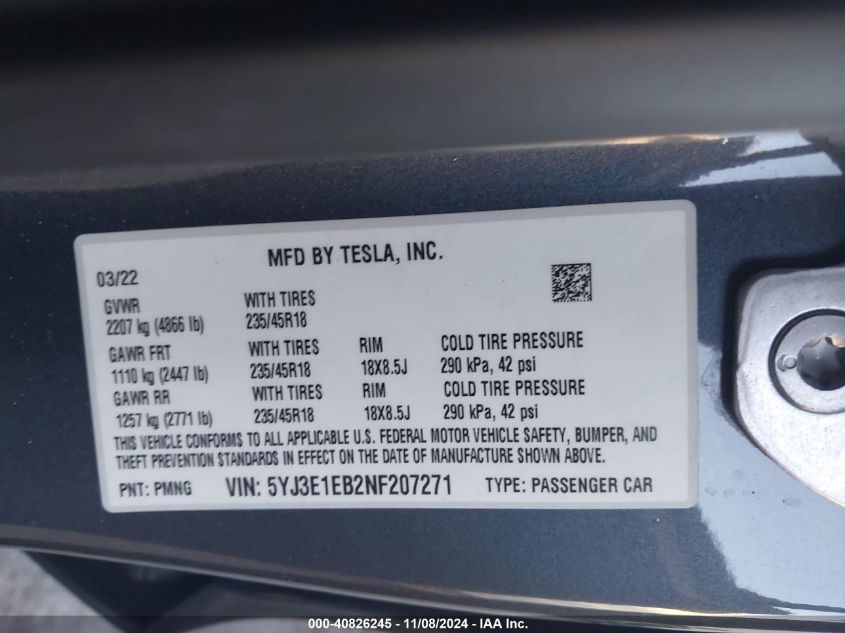 MFD BY TESLA, INC.
03/22
GVWR WITH TIRES
2207 kg (4866 lb) 235/45R18
GAWR FRT WITH TIRES RIM COLD TIRE PRESSURE
1110 kg (2447 lb) 235/45R18 18X8.5J 290 kPa, 42 psi
GAWR RR WITH TIRES RIM COLD TIRE PRESSURE
1257 kg (2771 lb) 235/45R18 18X8.5J 290 kPa, 42 psi
THIS VEHICLE CONFORMS TO ALL APPLICABLE U.S. FEDERAL MOTOR VEHICLE SAFETY, BUMPER, AND
THEFT PREVENTION STANDARDS IN EFFECT ON THE DATE OF MANUFACTURE SHOWN ABOVE.
PNT: PMNG VIN: 5YJ3E1EB2NF207271 TYPE: PASSENGER CAR
000-40826245 - 11/08/2024 - IAA Inc.